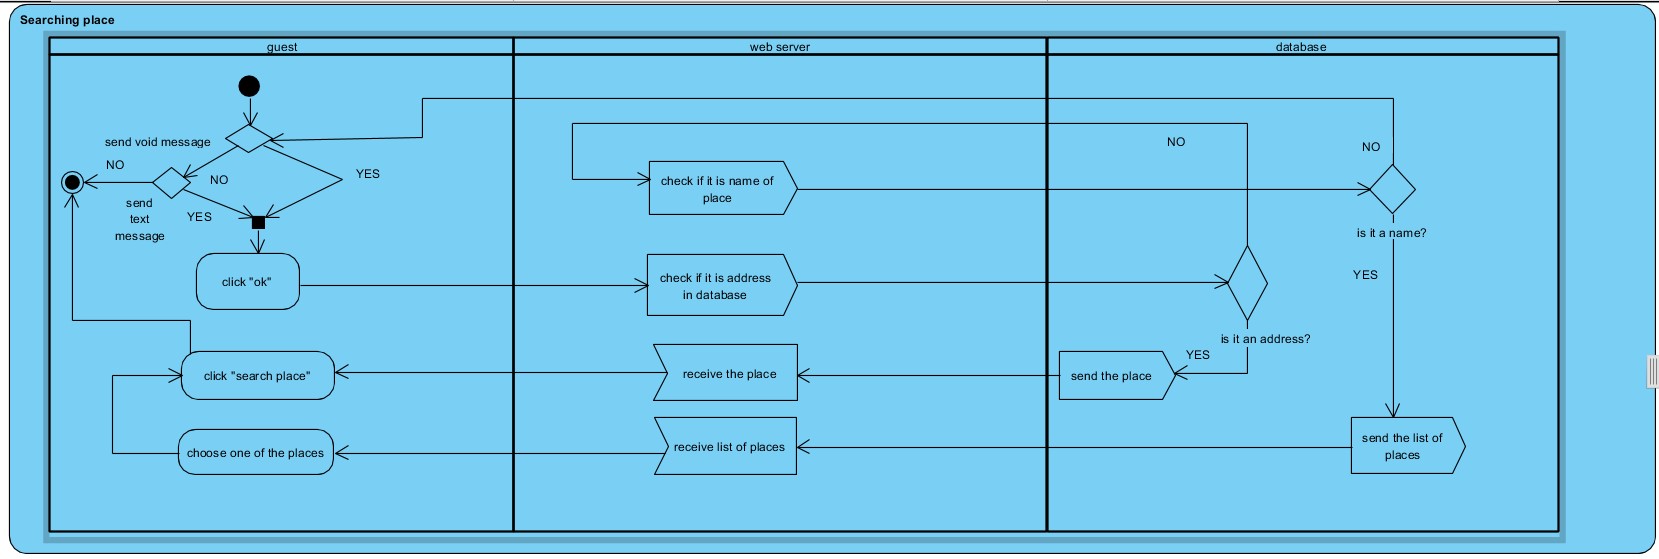 Searching place
guest
web server
database
send void message
NO
NO
YES
send
text
message
YES
click "ok"
click "search place"
choose one of the places
check if it is name of
place
check if it is address
in database
receive the place
receive list of places
NO
NO
is it a name?
YES
is it an address?
YES
send the place
send the list of
places